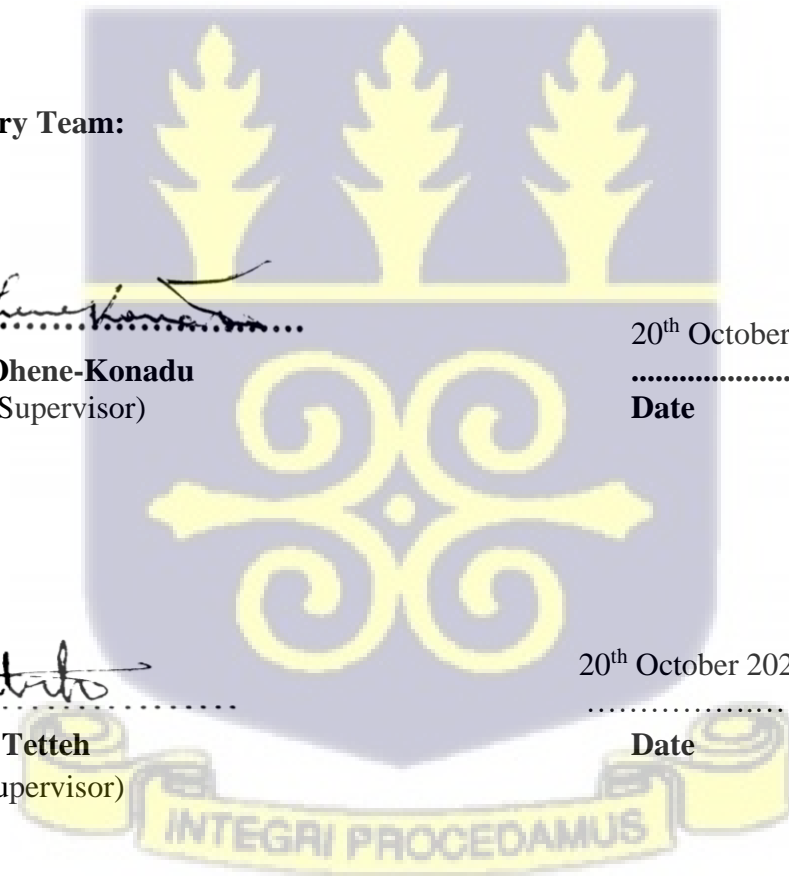 ry Team:
20th October
Ohene-Konadu
Supervisor)
Date
20th October 202
Tetteh
upervisor)
Date
INTEGRI PROCEDAMUS